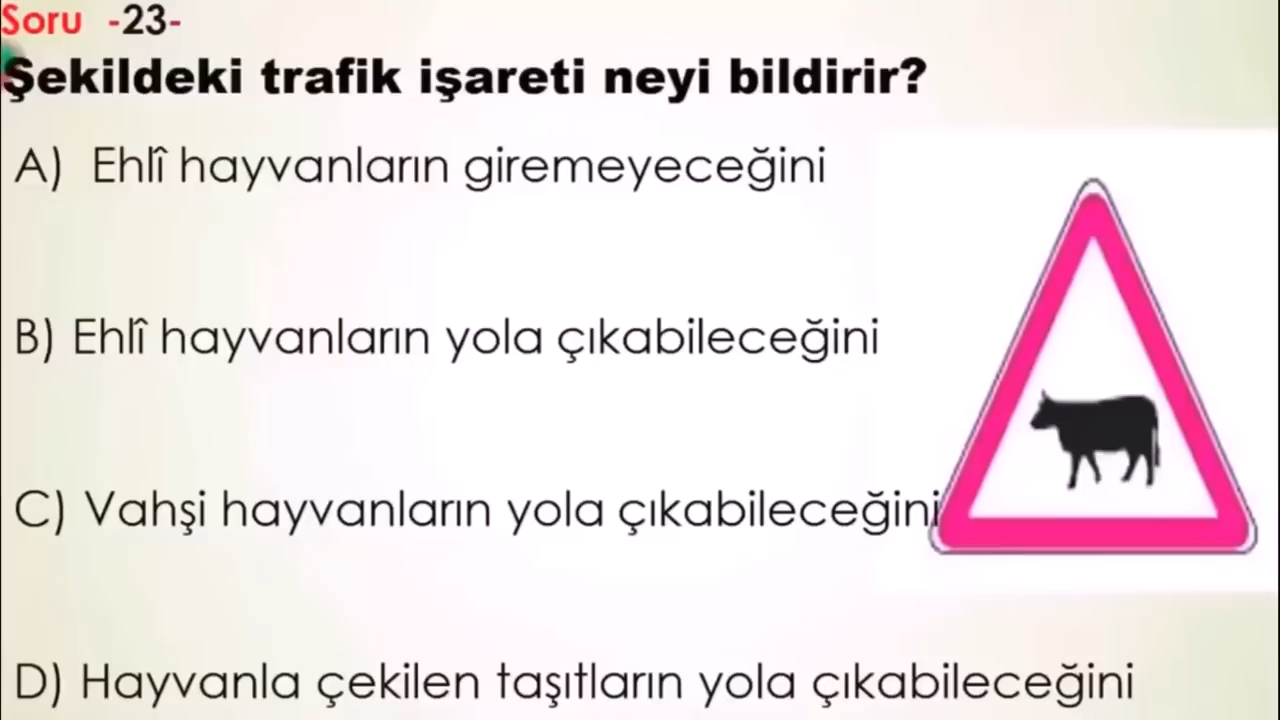 Soru -23-
Şekildeki trafik işareti neyi bildirir?
A) Ehlî hayvanların giremeyeceğini
B) Ehlî hayvanların yola çıkabileceğini
C) Vahşi hayvanların yola çıkabileceğini
D) Hayvanla çekilen taşıtların yola çıkabileceğini